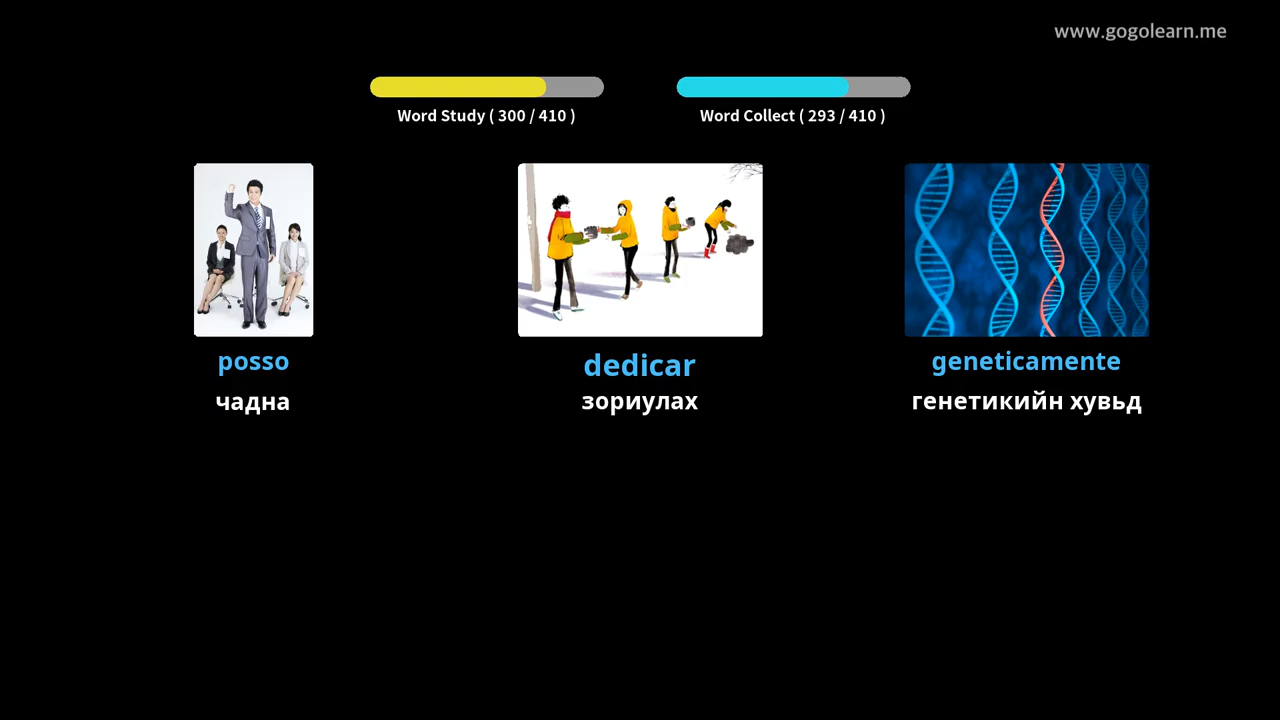 www.gogolearn.me
Word Study ( 300 / 410 )
Word Collect ( 293 / 410 )
posso
чадна
dedicar
зориулах
geneticamente
генетикийн хувьд